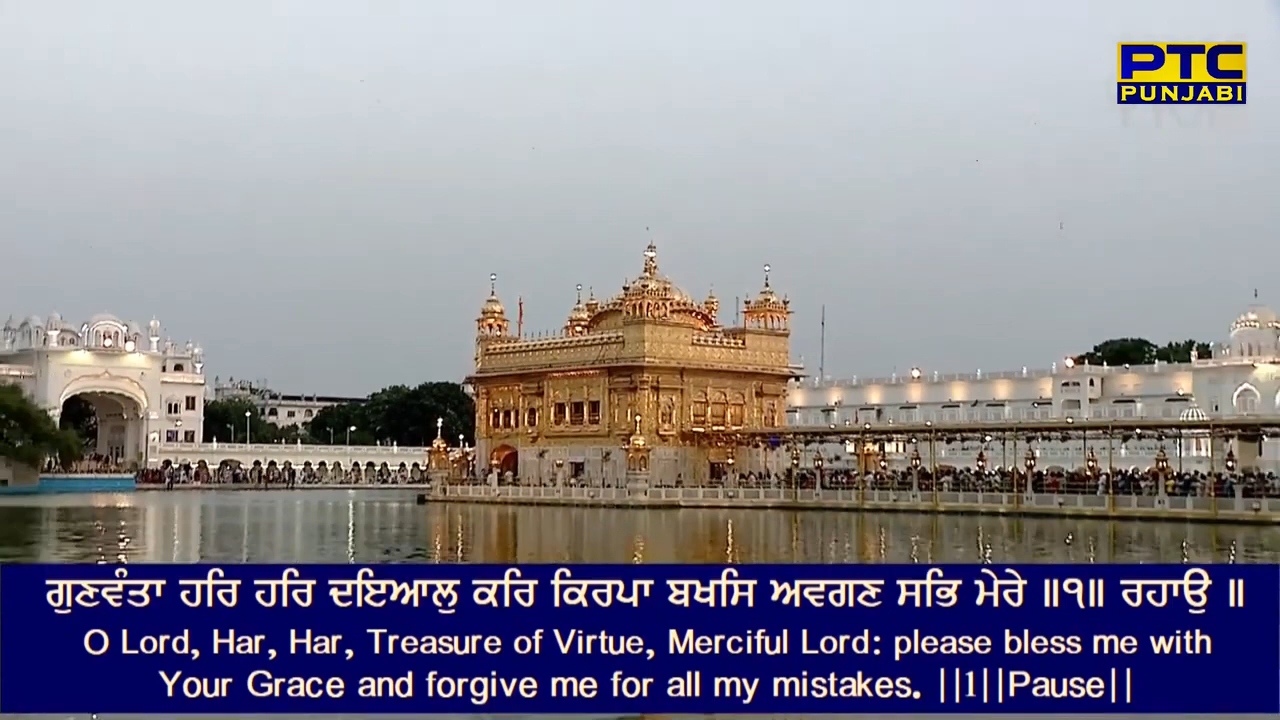 PTC
PUNJABI
ਗੁਣਵੰਤਾ ਹਰਿ ਹਰਿ ਦਇਆਲੁ ਕਰਿ ਕਿਰਪਾ ਬਖਸਿ ਅਵਗਣ ਸਭਿ ਮੇਰੇ ॥੧॥ ਰਹਾਉ ॥
O Lord, Har, Har, Treasure of Virtue, Merciful Lord: please bless me with
Your Grace and forgive me for all my mistakes. ||1||Pause||